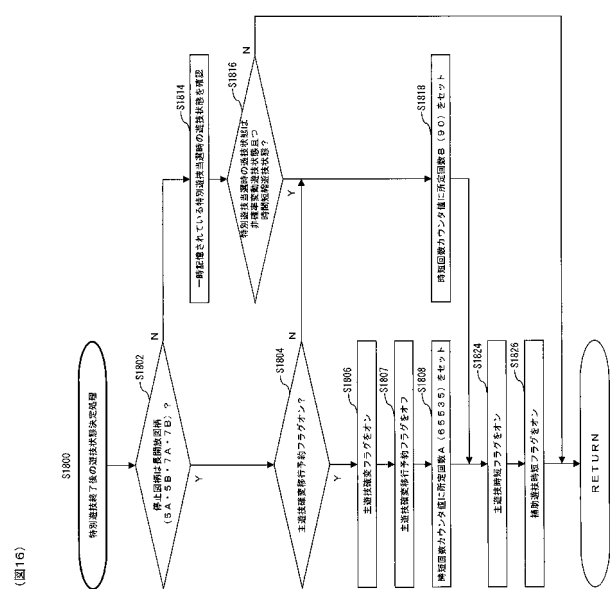 (図16)
S1800
特別遊技終了後の遊技状態決定処理
S1802
停止図柄は長開放図柄
(5A・5B・7A・7B)?
N
Y
S1804
主遊技確変移行予約フラグオン?
N
Y
S1806
主遊技確変フラグをオン
S1807
主遊技確変移行予約フラグをオフ
S1808
時短回数カウンタ値に所定回数A(65535)をセット
S1814
一時記憶されている特別遊技当選時の遊技状態を確認
S1816
特別遊技当選時の遊技状態は
非確率変動遊技状態且つ
時間短縮遊技状態?
N
Y
S1818
時短回数カウンタ値に所定回数B(90)をセット
S1824
主遊技時短フラグをオン
S1826
補助遊技時短フラグをオン
RETURN